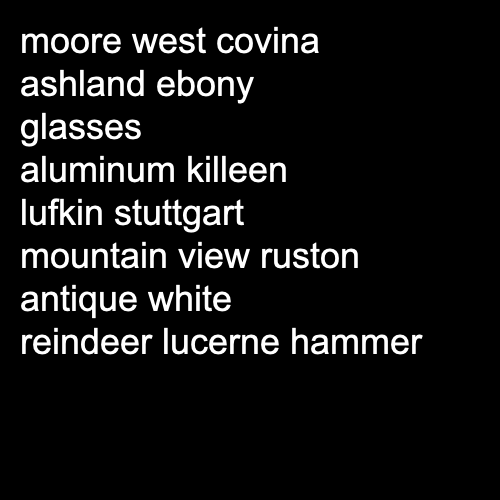 moore west covina
ashland ebony
glasses
aluminum killeen
lufkin stuttgart
mountain view ruston
antique white
reindeer lucerne hammer